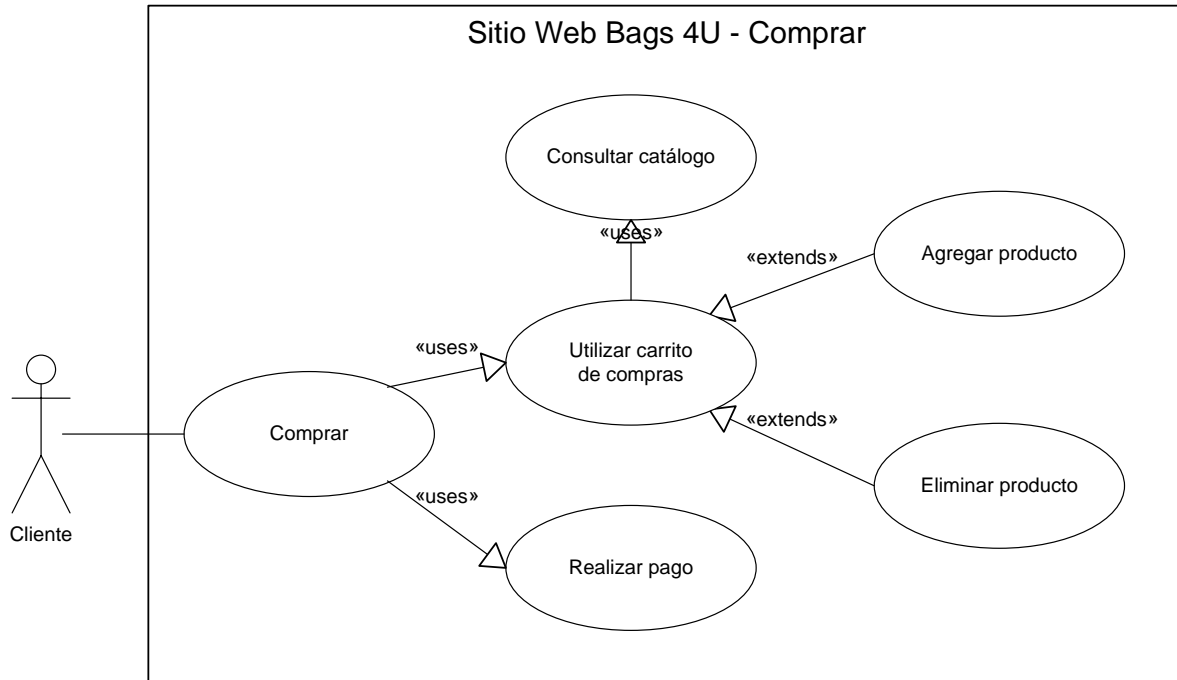 Sitio Web Bags 4U - Comprar
Consultar catálogo
«uses»
«extends»
Agregar producto
«uses»
Utilizar carrito
de compras
Comprar
«extends»
Eliminar producto
«uses»
Realizar pago
Cliente